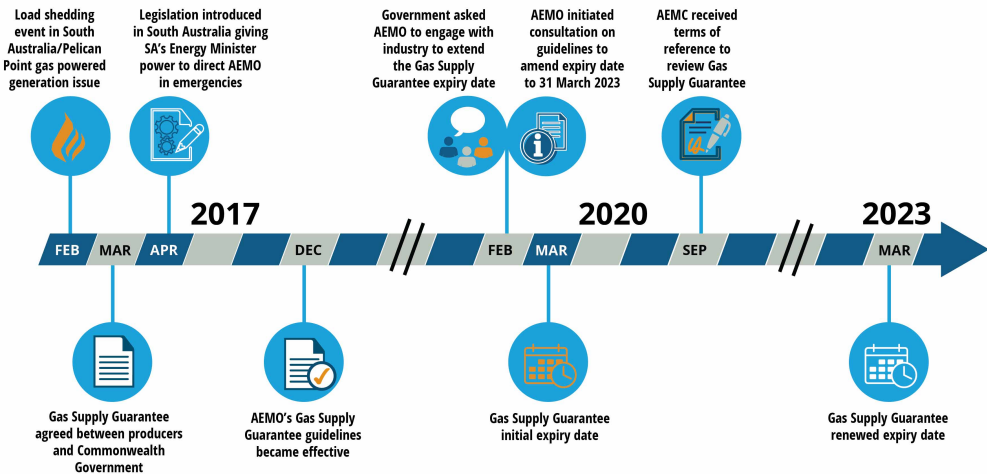 Load shedding
event in South
Australia/Pelican
Point gas powered
generation issue
Legislation introduced
in South Australia giving
SA's Energy Minister
power to direct AEMO
in emergencies
Government asked
AEMO to engage with
industry to extend
the Gas Supply
Guarantee expiry date
AEMO initiated
consultation on
guidelines to
amend expiry date
to 31 March 2023
AEMC received
terms of
reference to
review Gas
Supply Guarantee
2017
2020
2023
FEB
MAR
APR
DEC
FEB
MAR
SEP
MAR
Gas Supply Guarantee
agreed between producers
and Commonwealth
Government
AEMO's Gas Supply
Guarantee guidelines
became effective
Gas Supply Guarantee
initial expiry date
Gas Supply Guarantee
renewed expiry date